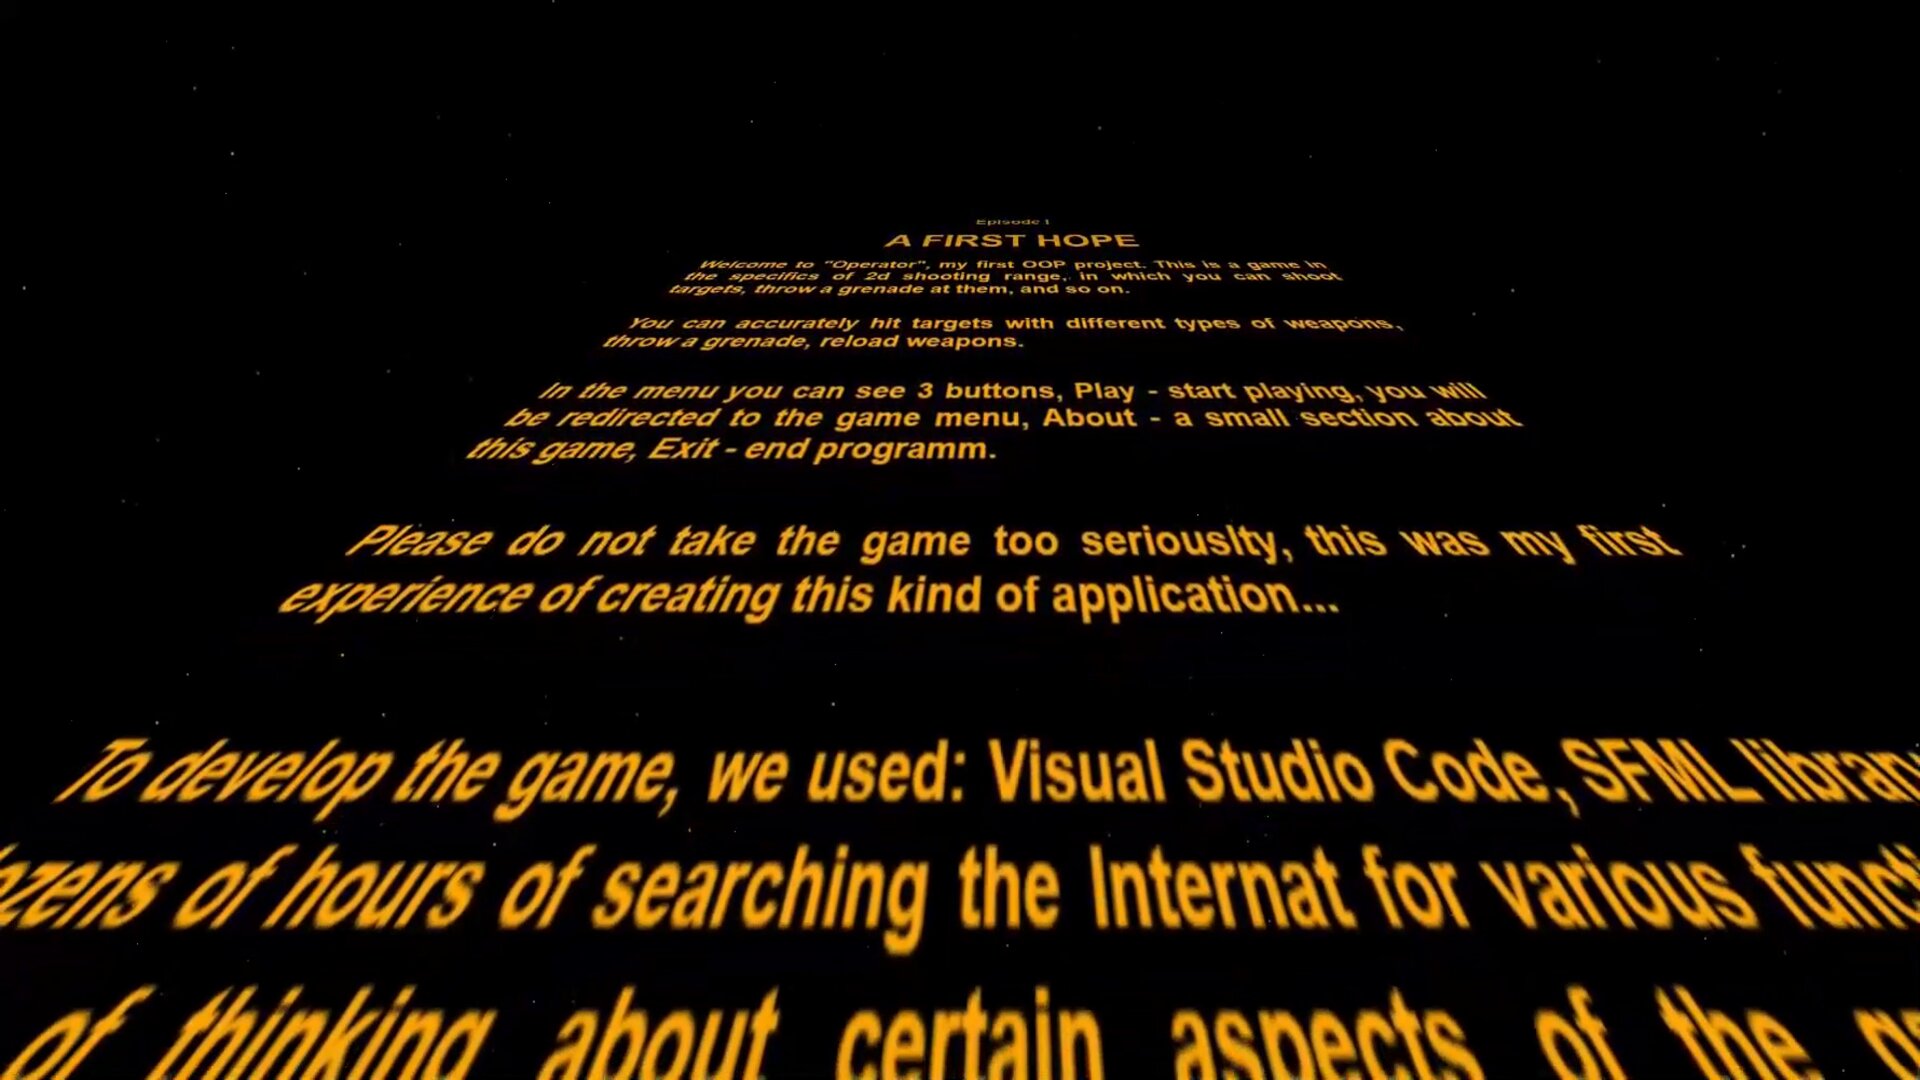 Episode I
A FIRST HOPE
Welcome to "Operator", my first OOP project. This is a game in
the specifics of 2d shooting range, in which you can shoot
targets, throw a grenade at them, and so on.
You can accurately hit targets with different types of weapons,
throw a grenade, reload weapons.
In the menu you can see 3 buttons, Play - start playing, you will
be redirected to the game menu, About - a small section about
this game, Exit - end programm.
Please do not take the game too seriouslty, this was my first
experience of creating this kind of application...
To develop the game, we used: Visual Studio Code, SFML library
of hours of searching the Internat for various
of thinking about certain aspects of the